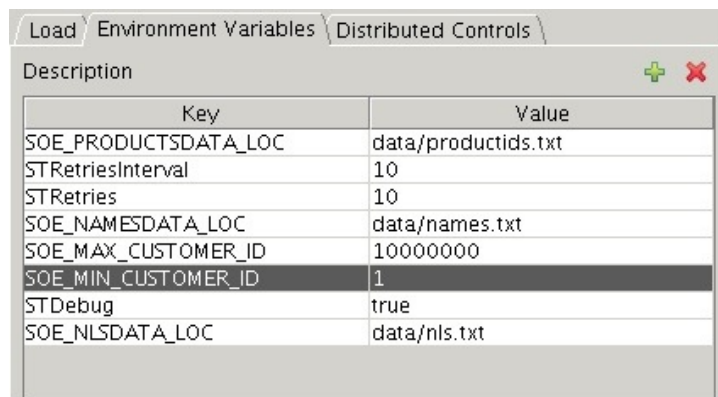 Load Environment Variables Distributed Controls
Description
Key Value
SOE_PRODUCTSDATA_LOC data/productids.txt
STRetriesInterval 10
STRetries 10
SOE_NAMESDATA_LOC data/names.txt
SOE_MAX_CUSTOMER_ID 10000000
SOE_MIN_CUSTOMER_ID 1
STDebug true
SOE_NLSDATA_LOC data/nls.txt